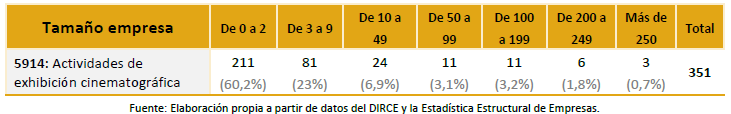 Tamaño empresa De 0 a 2 De 3 a 9 De 10 a 49 De 50 a 99 De 100 a 199 De 200 a 249 Más de 250 Total
5914: Actividades de exhibición cinematográfica 211 81 24 11 11 6 3 351
(60,2%) (23%) (6,9%) (3,1%) (3,2%) (1,8%) (0,7%)
Fuente: Elaboración propia a partir de datos del DIRCE y la Estadística Estructural de Empresas.